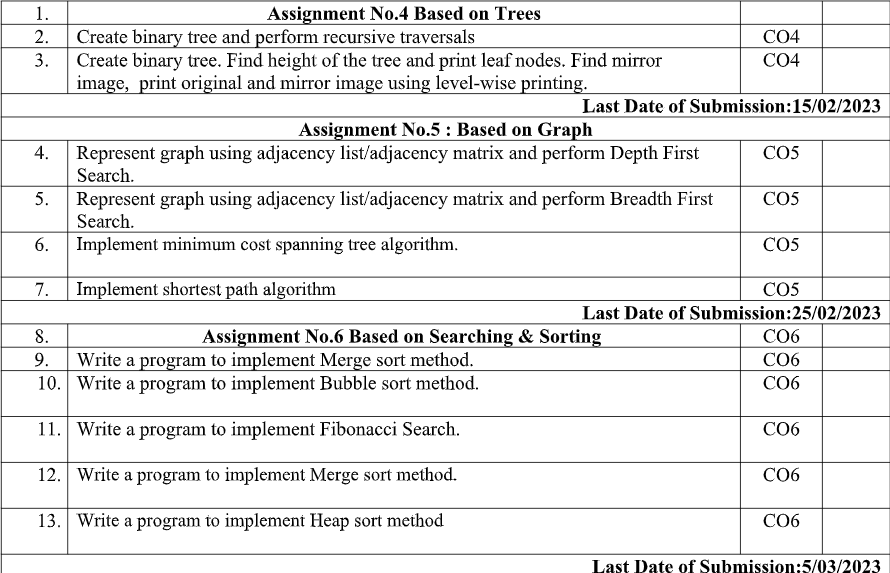 1. Assignment No.4 Based on Trees
2. Create binary tree and perform recursive traversals CO4
3. Create binary tree. Find height of the tree and print leaf nodes. Find mirror CO4
image, print original and mirror image using level-wise printing.
Last Date of Submission:15/02/2023
Assignment No.5 : Based on Graph
4. Represent graph using adjacency list/adjacency matrix and perform Depth First CO5
Search.
5. Represent graph using adjacency list/adjacency matrix and perform Breadth First CO5
Search.
6. Implement minimum cost spanning tree algorithm. CO5
7. Implement shortest path algorithm CO5
Last Date of Submission:25/02/2023
8. Assignment No.6 Based on Searching & Sorting CO6
9. Write a program to implement Merge sort method. CO6
10. Write a program to implement Bubble sort method. CO6
11. Write a program to implement Fibonacci Search. CO6
12. Write a program to implement Merge sort method. CO6
13. Write a program to implement Heap sort method CO6
Last Date of Submission:5/03/2023